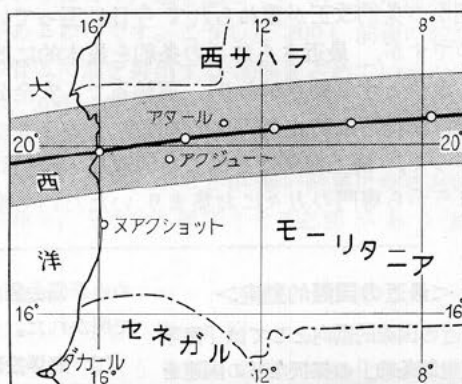 16° 12° 8°
西サハラ
大
アタール
20° 20°
アクジュート
西
ヌアクショット
モーリタニア
洋
16° 16°
セネガル
ダカール
16° 12° 8°